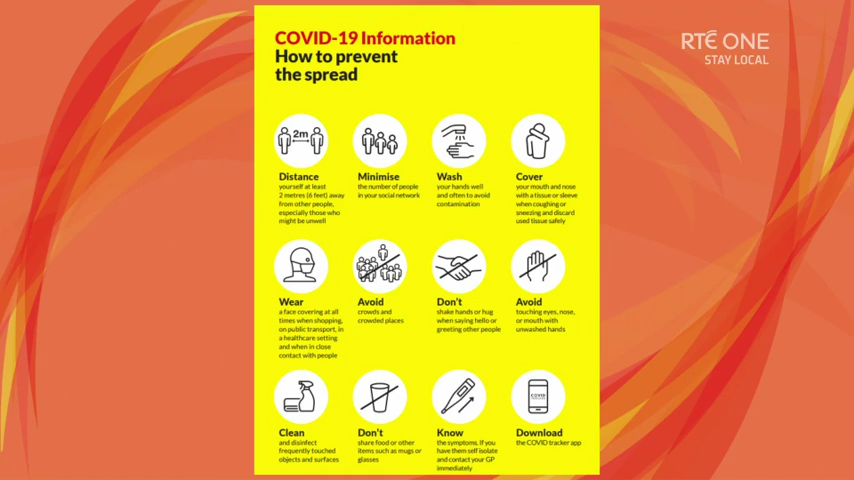 COVID-19 Information
How to prevent
the spread
RTÉ ONE
STAY LOCAL
2m
Distance
yourself at least
2 metres (6 feet) away
from other people,
especially those who
might be unwell
Minimise
the number of people
in your social network
Wash
your hands well
and often to avoid
contamination
Cover
your mouth and nose
with a tissue or sleeve
when coughing or
sneezing and discard
used tissue safely
Wear
a face covering at all
times when shopping,
on public transport, in
a healthcare setting
and when in close
contact with people
Avoid
crowds and
crowded places
Don't
shake hands or hug
when saying hello or
greeting other people
Avoid
touching eyes, nose,
or mouth with
unwashed hands
Clean
and disinfect
frequently touched
objects and surfaces
Don't
share food or other
items such as mugs or
glasses
Know
the symptoms. If you
have them self isolate
and contact your GP
immediately
COVID
Download
the COVID tracker app